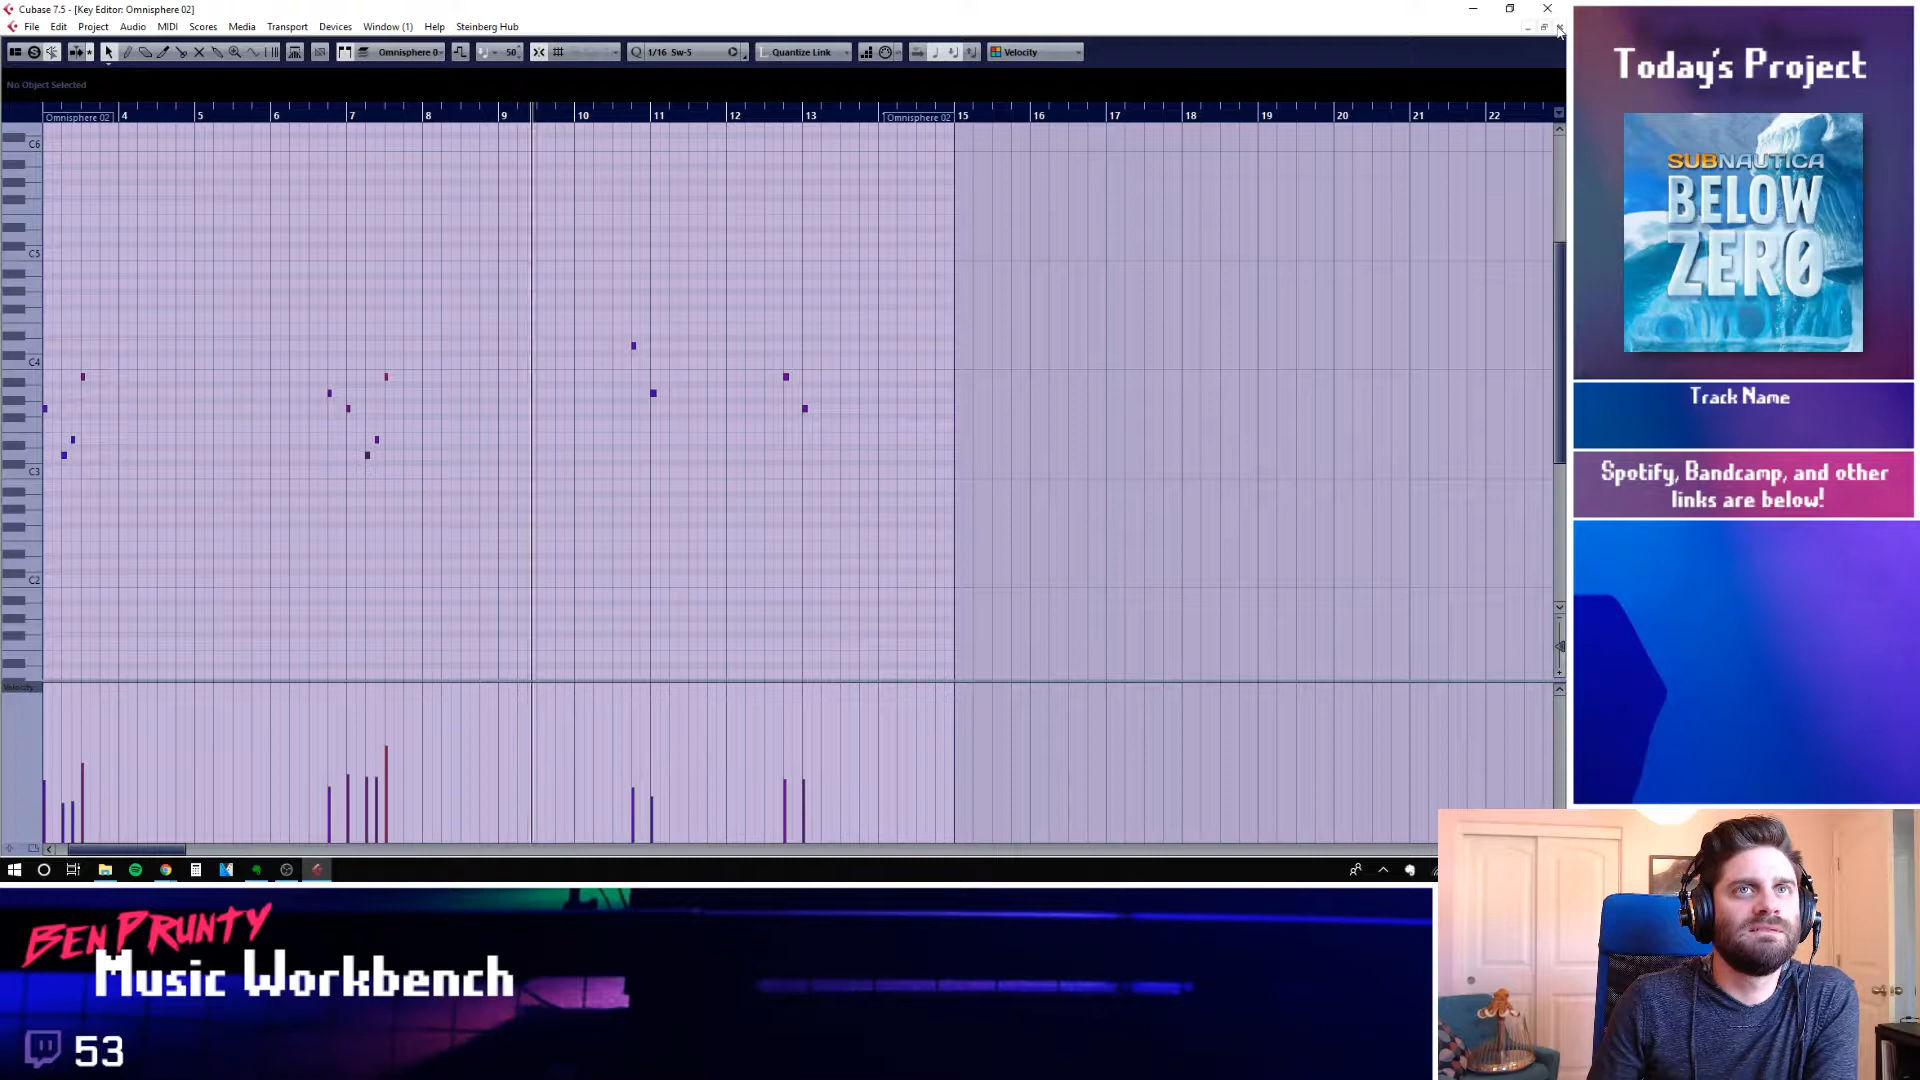 Cubase 7.5 - [Key Editor: Omnisphere 02]
File Edit Project Audio MIDI Scores Media Transport Devices Window (1) Help Steinberg Hub
Omnisphere 0 50 Q 1/16 Sw-5 L Quantize Link Velocity
No Object Selected
Omnisphere 02 4 5 6 7 8 9 10 11 12 13 Omnisphere 02 15 16 17 18 19 20 21 22
C6
C5
C4
C3
C2
Velocity
Today's Project
SUBNAUTICA
BELOW
ZERO
Track Name
Spotify, Bandcamp, and other
links are below!
BEN PRUNTY
Music Workbench
53